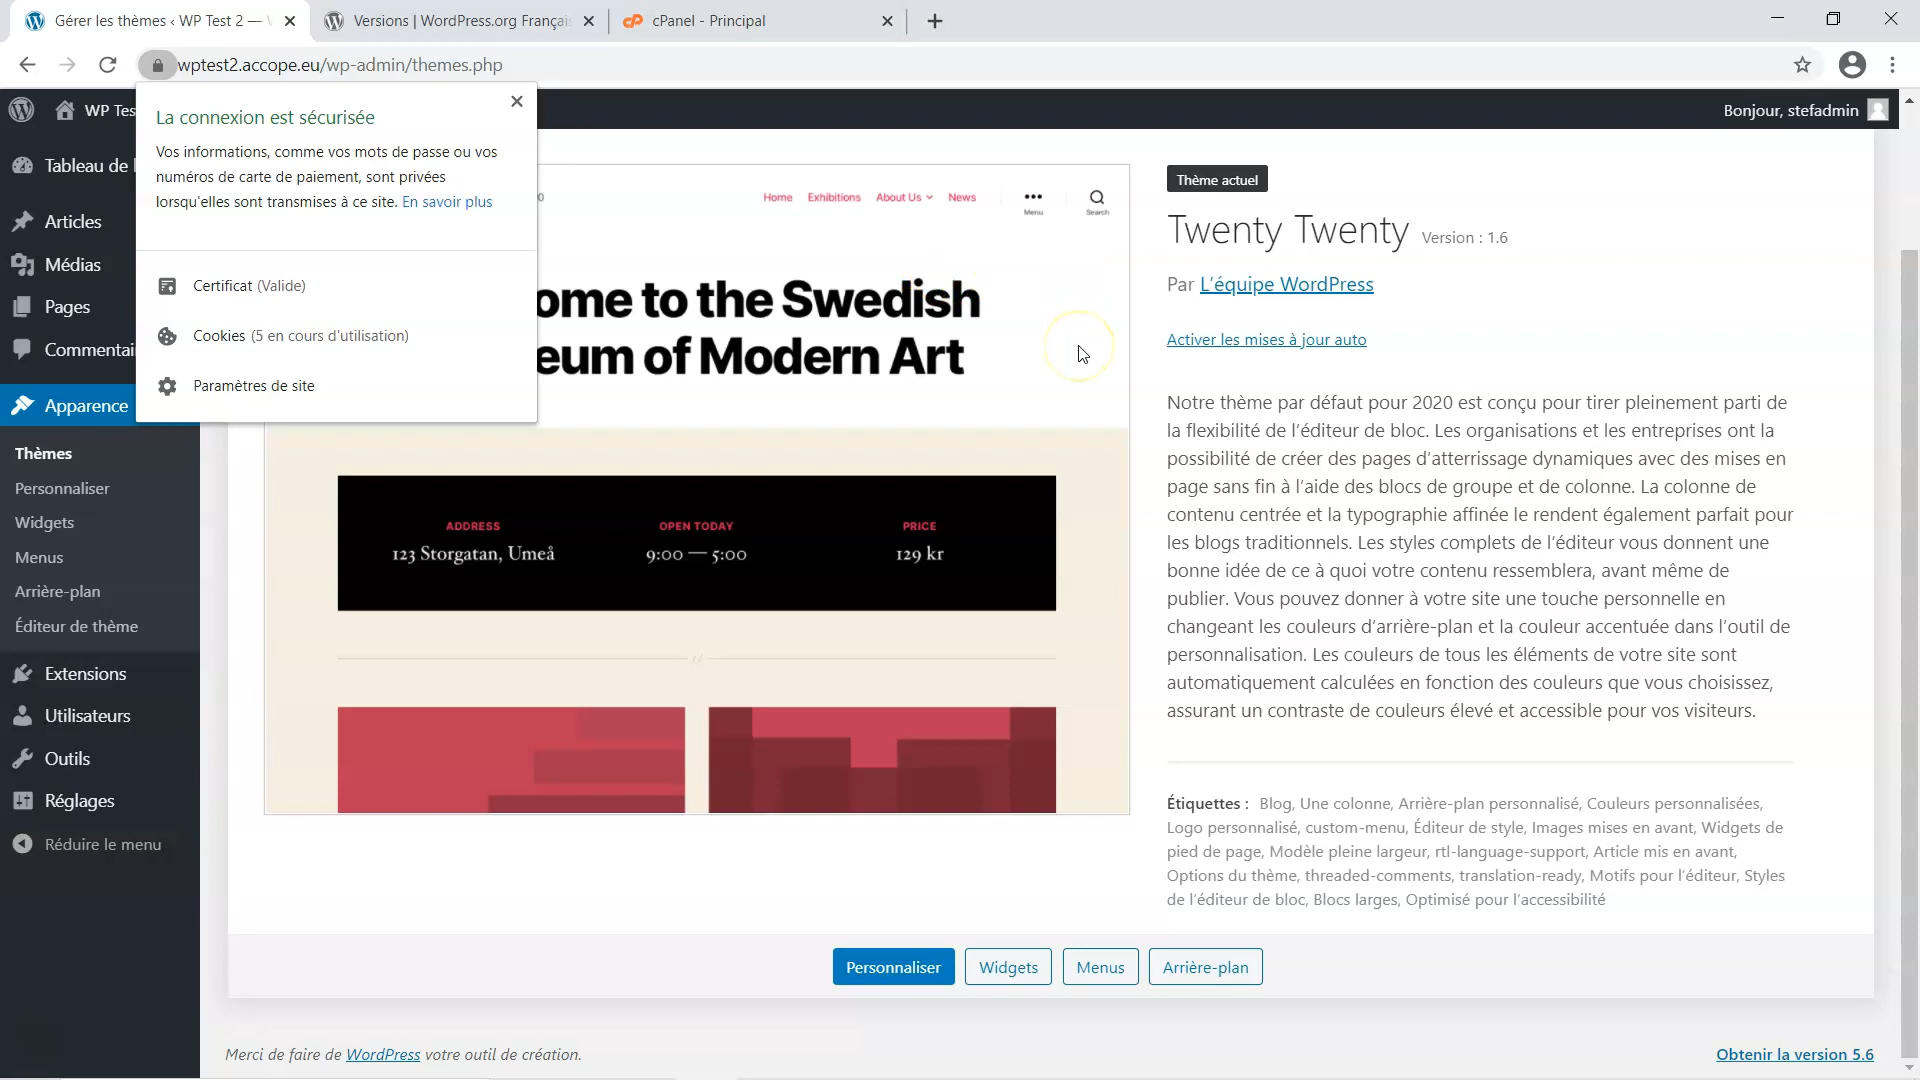 Gérer les thèmes ‹ WP Test 2 —
Versions | WordPress.org Françai
cPanel - Principal
wptest2.accope.eu/wp-admin/themes.php
WP Tes
Bonjour, stefadmin
La connexion est sécurisée
Vos informations, comme vos mots de passe ou vos
numéros de carte de paiement, sont privées
lorsqu'elles sont transmises à ce site. En savoir plus
Certificat (Valide)
Cookies (5 en cours d'utilisation)
Paramètres de site
Tableau de
Articles
Médias
Pages
Commentai
Apparence
Thèmes
Personnaliser
Widgets
Menus
Arrière-plan
Éditeur de thème
Extensions
Utilisateurs
Outils
Réglages
Réduire le menu
0
Home Exhibitions About Us News
Menu
Search
ome to the Swedish
eum of Modern Art
ADDRESS
123 Storgatan, Umeå
OPEN TODAY
9:00 — 5:00
PRICE
129 kr
Thème actuel
Twenty Twenty Version : 1.6
Par L’équipe WordPress
Activer les mises à jour auto
Notre thème par défaut pour 2020 est conçu pour tirer pleinement parti de
la flexibilité de l’éditeur de bloc. Les organisations et les entreprises ont la
possibilité de créer des pages d’atterrissage dynamiques avec des mises en
page sans fin à l’aide des blocs de groupe et de colonne. La colonne de
contenu centrée et la typographie affinée le rendent également parfait pour
les blogs traditionnels. Les styles complets de l’éditeur vous donnent une
bonne idée de ce à quoi votre contenu ressemblera, avant même de
publier. Vous pouvez donner à votre site une touche personnelle en
changeant les couleurs d’arrière-plan et la couleur accentuée dans l’outil de
personnalisation. Les couleurs de tous les éléments de votre site sont
automatiquement calculées en fonction des couleurs que vous choisissez,
assurant un contraste de couleurs élevé et accessible pour vos visiteurs.
Étiquettes : Blog, Une colonne, Arrière-plan personnalisé, Couleurs personnalisées,
Logo personnalisé, custom-menu, Éditeur de style, Images mises en avant, Widgets de
pied de page, Modèle pleine largeur, rtl-language-support, Article mis en avant,
Options du thème, threaded-comments, translation-ready, Motifs pour l’éditeur, Styles
de l’éditeur de bloc, Blocs larges, Optimisé pour l’accessibilité
Personnaliser Widgets Menus Arrière-plan
Merci de faire de WordPress votre outil de création.
Obtenir la version 5.6